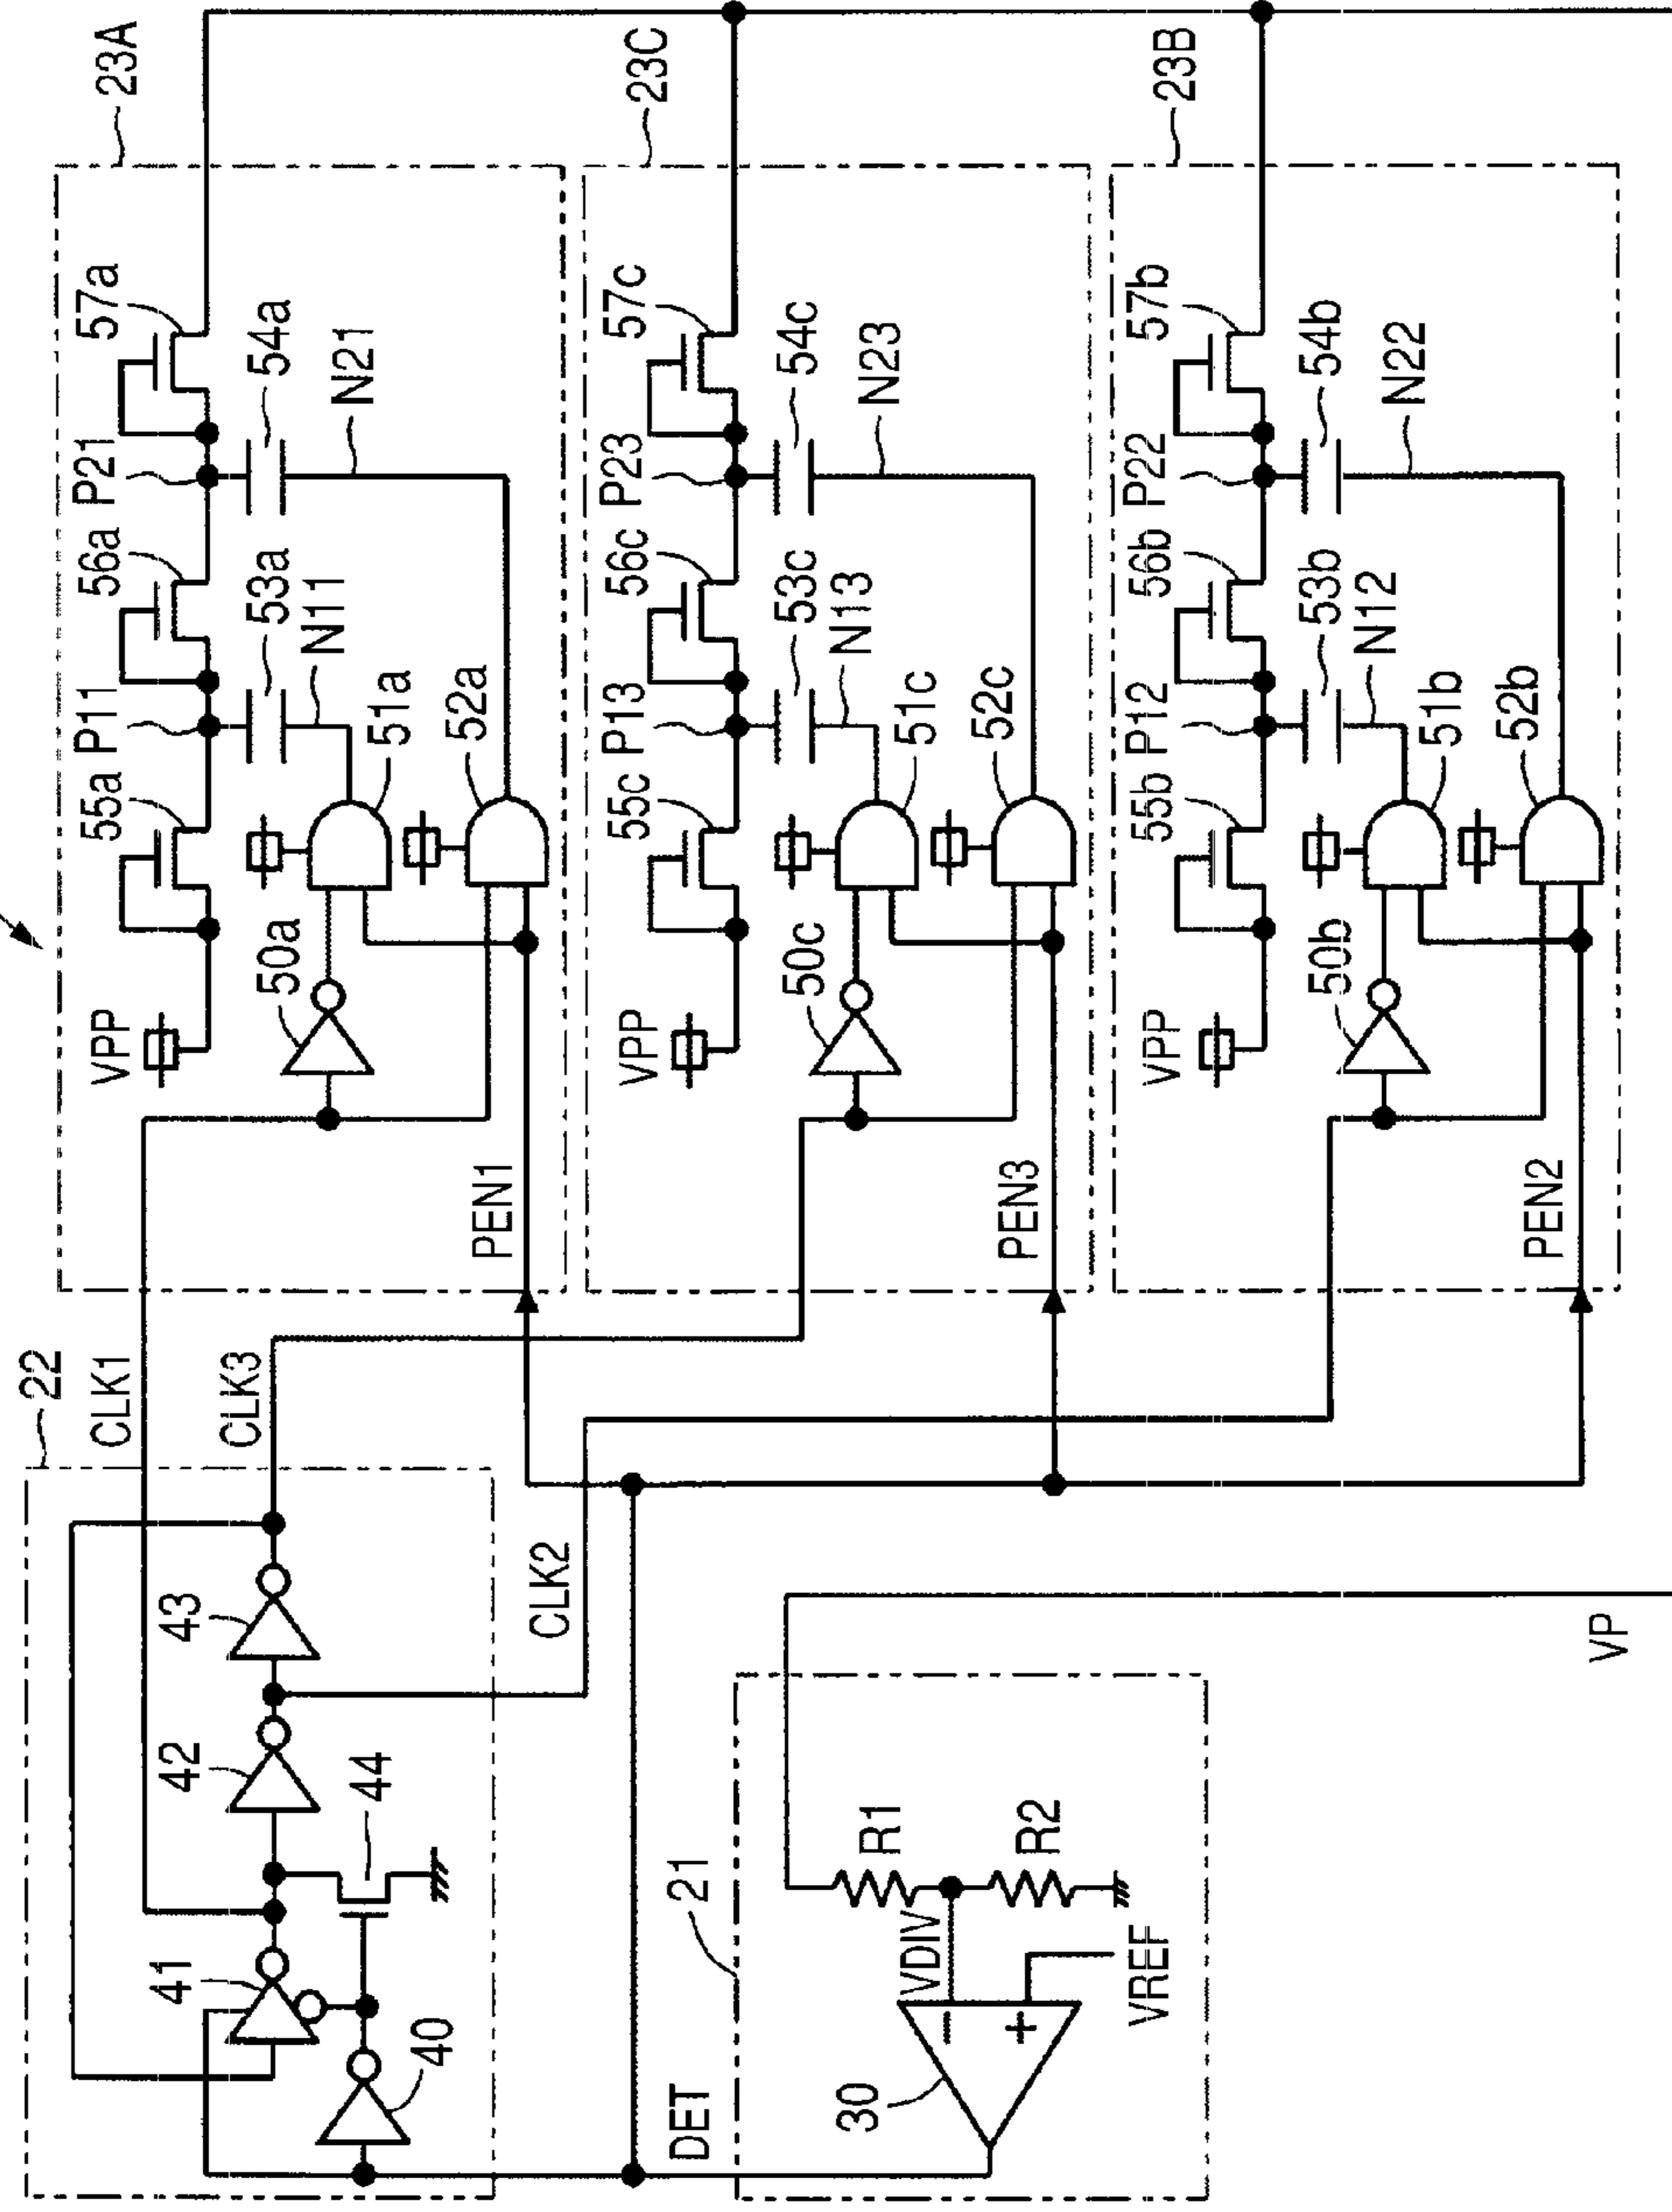 23A
57a
54a
N21
P21
56a
53a
N11
P11
55a
51a
52a
50a
VPP
PEN1
23C
57c
54c
N23
P23
56c
53c
N13
P13
55c
51c
52c
50c
VPP
PEN3
23B
57b
54b
N22
P22
56b
53b
N12
P12
55b
51b
52b
50b
VPP
PEN2
22
CLK1
CLK3
CLK2
43
42
44
41
40
DET
21
R1
R2
VDIV
VREF
30
−
+
VP